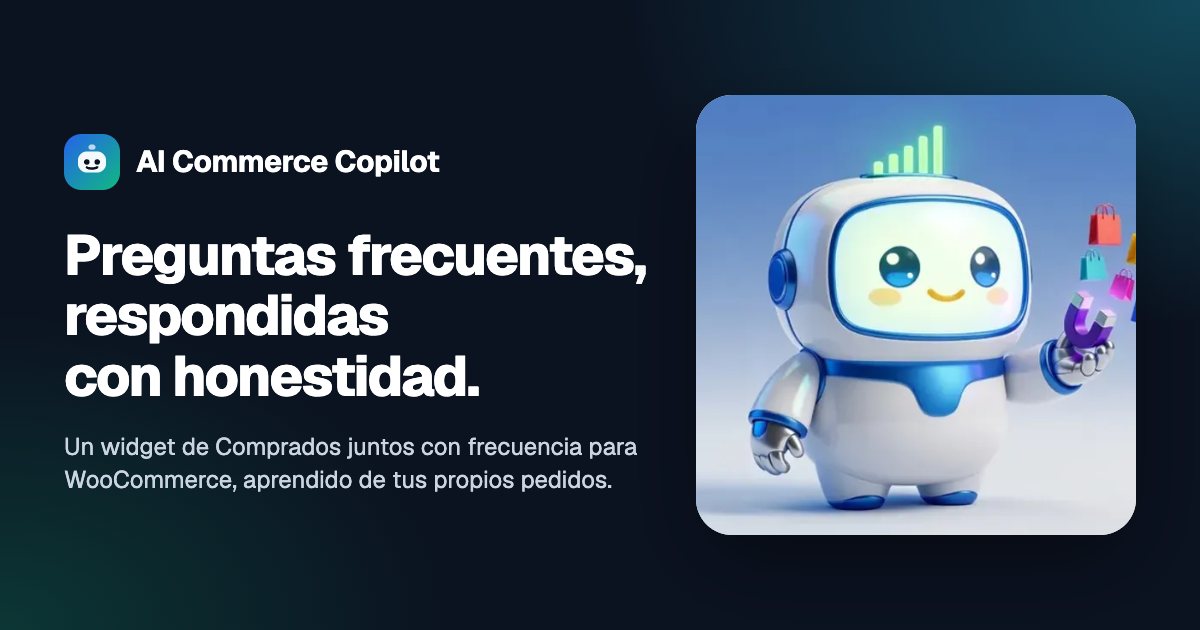 AI Commerce Copilot
Preguntas frecuentes,
respondidas
con honestidad.
Un widget de Comprados juntos con frecuencia para
WooCommerce, aprendido de tus propios pedidos.